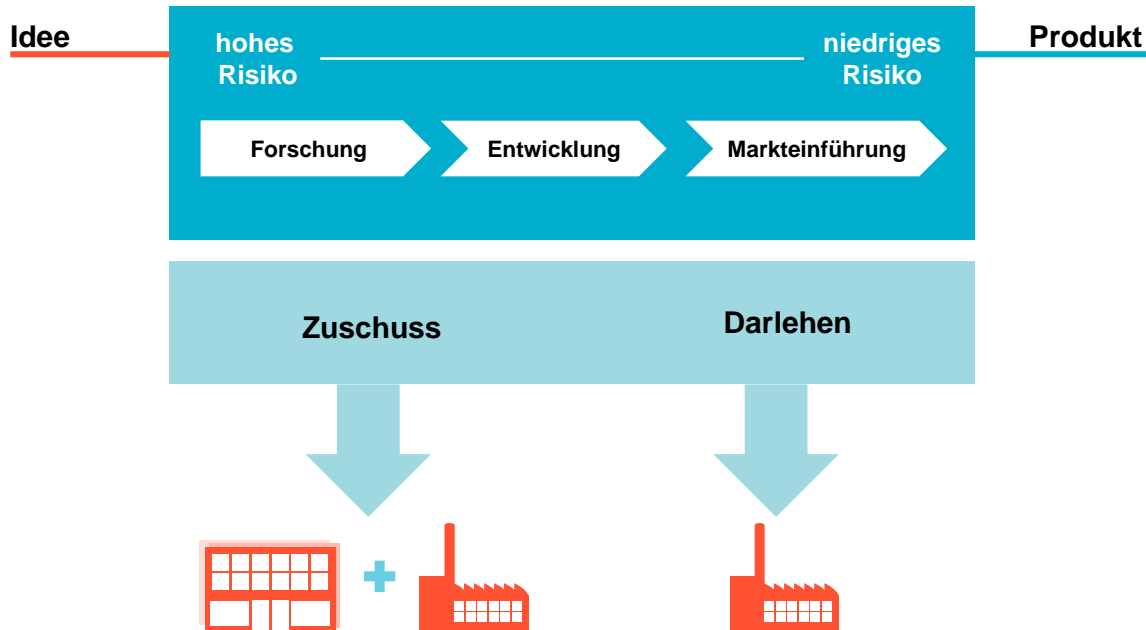 Idee
hohes
Risiko
niedriges
Risiko
Produkt
Forschung
Entwicklung
Markteinführung
Zuschuss
Darlehen